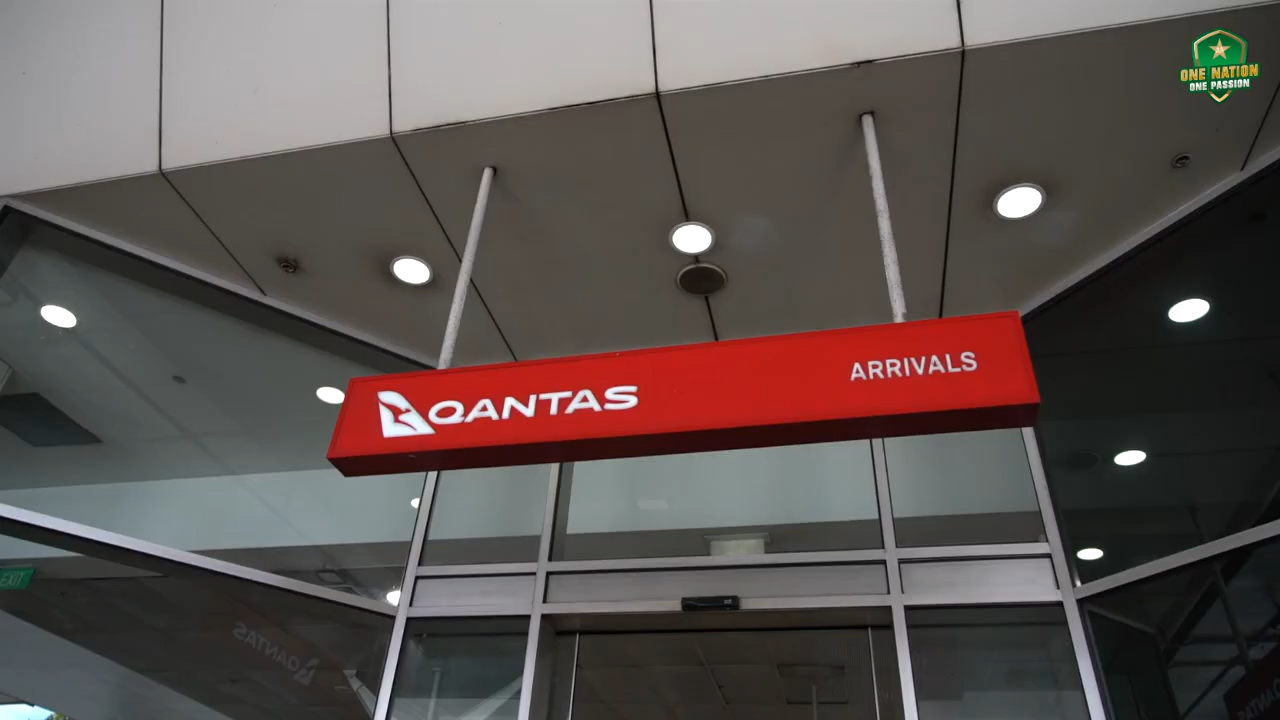 ONE NATION
ONE PASSION
QANTAS
ARRIVALS
EXIT
QANTAS